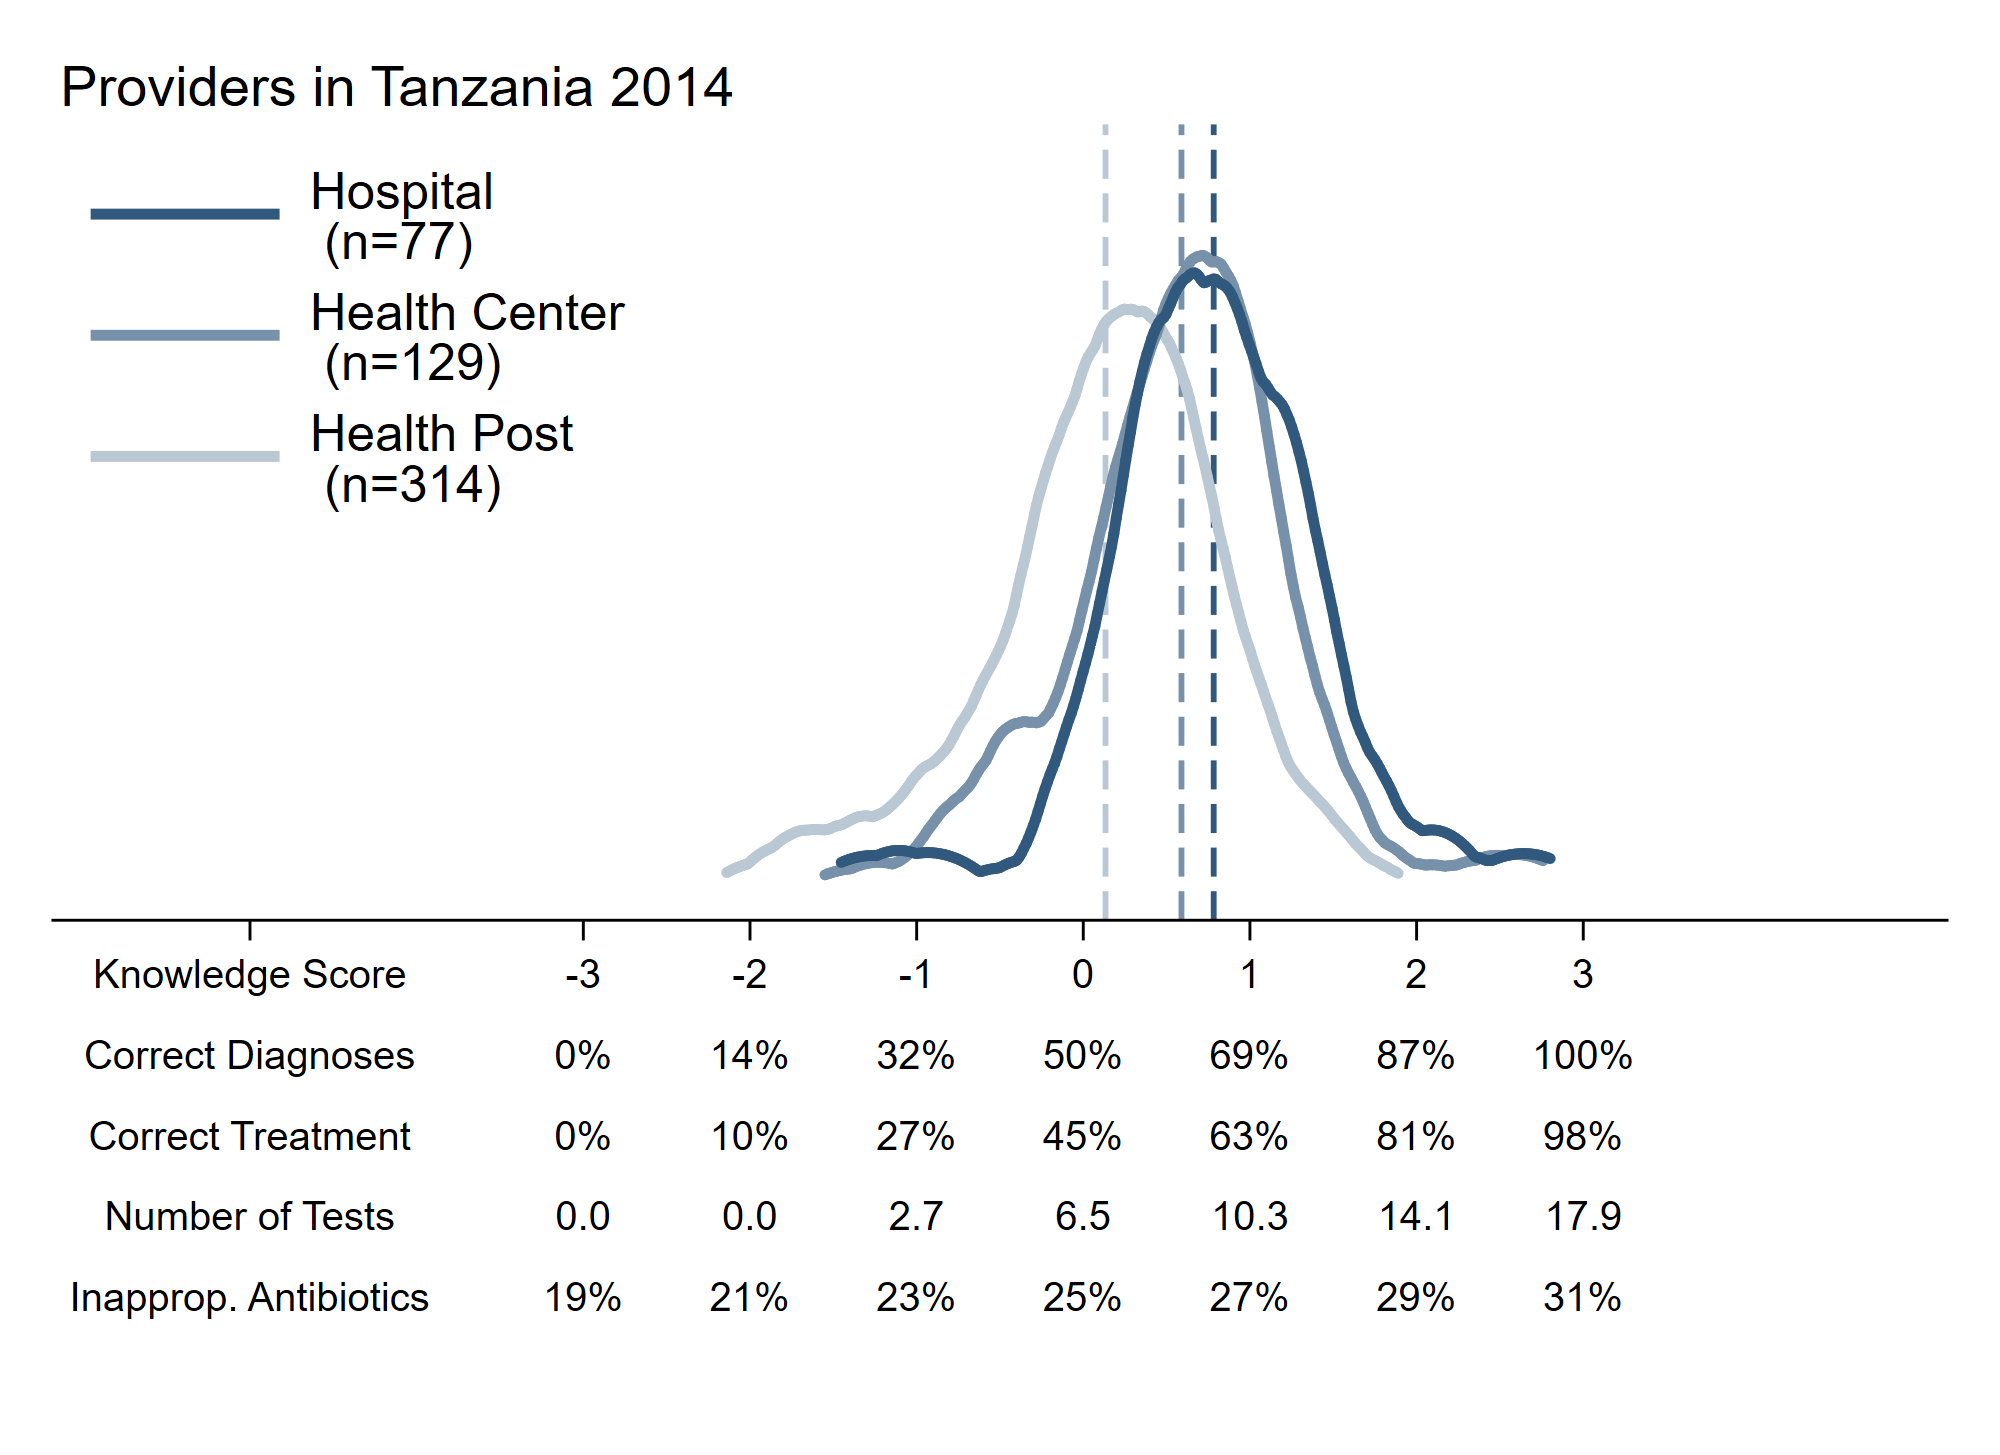 Providers in Tanzania 2014
Hospital
(n=77)
Health Center
(n=129)
Health Post
(n=314)
Knowledge Score -3 -2 -1 0 1 2 3
Correct Diagnoses 0% 14% 32% 50% 69% 87% 100%
Correct Treatment 0% 10% 27% 45% 63% 81% 98%
Number of Tests 0.0 0.0 2.7 6.5 10.3 14.1 17.9
Inapprop. Antibiotics 19% 21% 23% 25% 27% 29% 31%